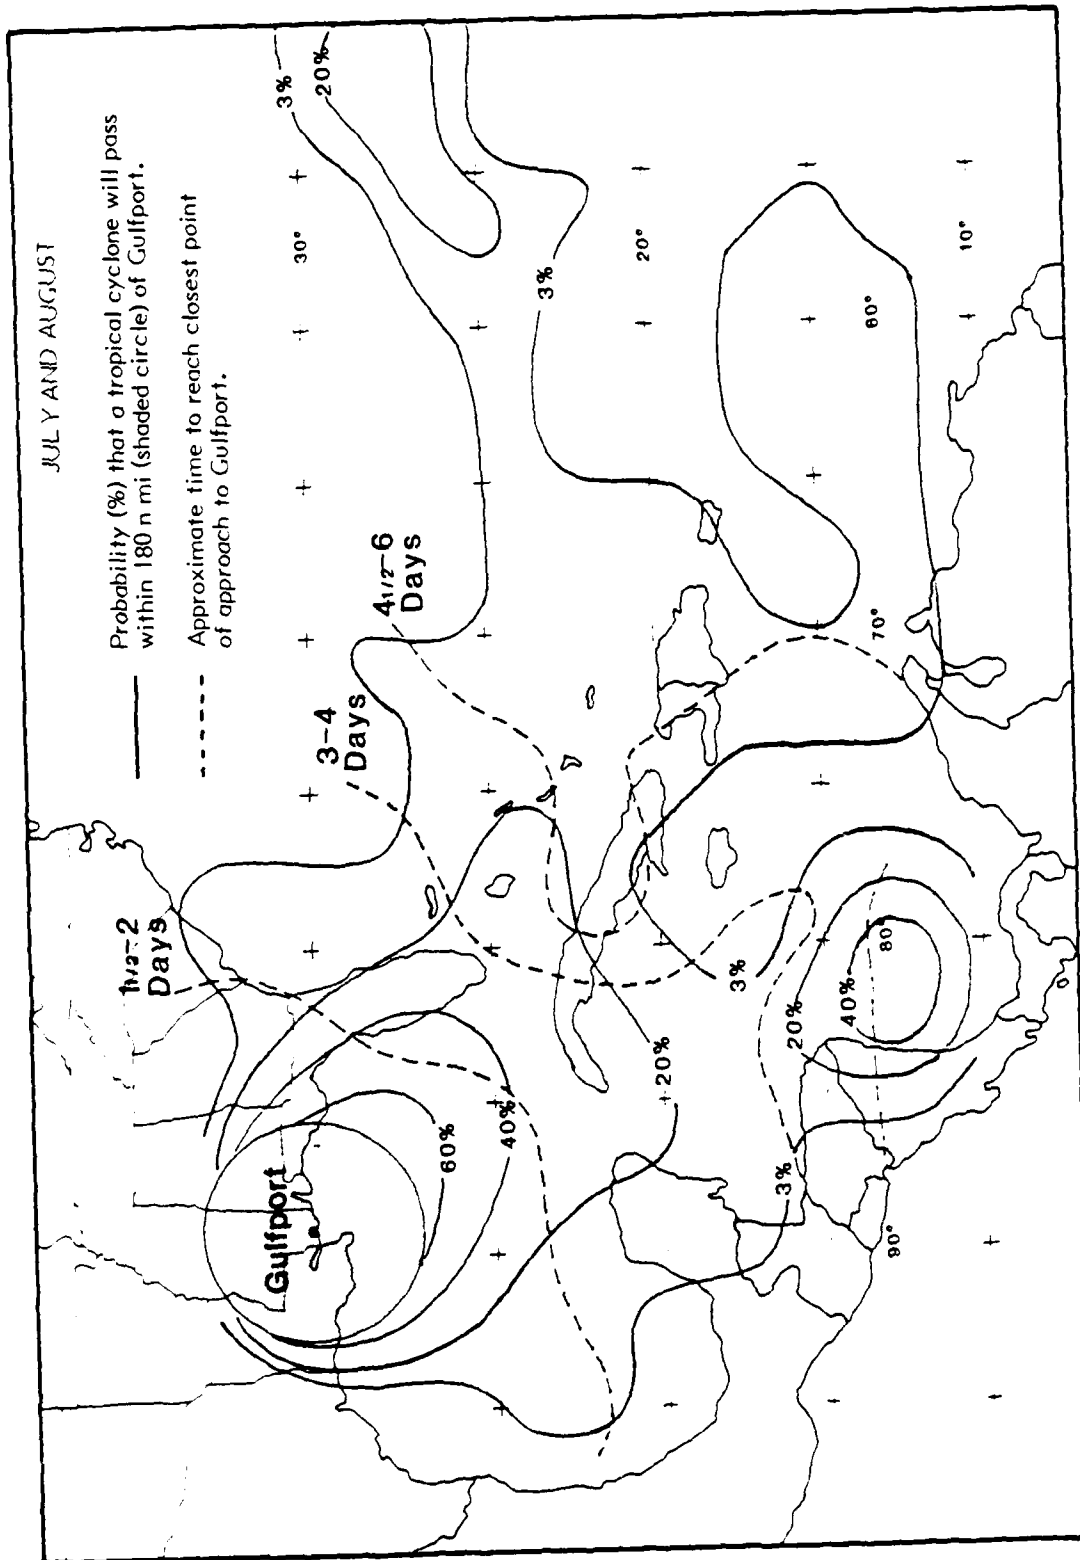 JULY AND AUGUST
Probability (%) that a tropical cyclone will pass
within 180 n mi (shaded circle) of Gulfport.
Approximate time to reach closest point
of approach to Gulfport.
1 1/2-2
Days
3-4
Days
4 1/2-6
Days
3%
20%
30°
Gulfport
60%
40%
3%
20°
20%
3%
3%
20%
40%
80°
70°
60°
10°
90°